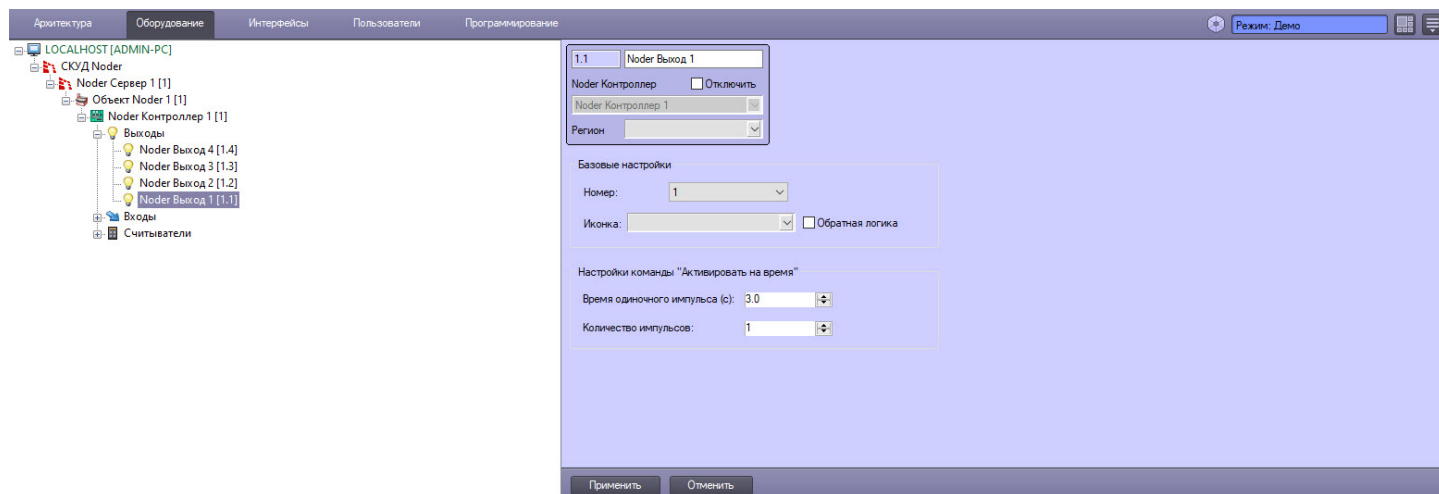 Архитектура Оборудование Интерфейсы Пользователи Программирование Режим: Демо
LOCALHOST [ADMIN-PC]
СКУД Noder
Noder Сервер 1 [1]
Объект Noder 1 [1]
Noder Контроллер 1 [1]
Выходы
Noder Выход 4 [1.4]
Noder Выход 3 [1.3]
Noder Выход 2 [1.2]
Noder Выход 1 [1.1]
Входы
Считыватели
1.1 Noder Выход 1
Noder Контроллер Отключить
Noder Контроллер 1
Регион
Базовые настройки
Номер: 1
Иконка: Обратная логика
Настройки команды "Активировать на время"
Время одиночного импульса (с): 3.0
Количество импульсов: 1
Применить Отменить